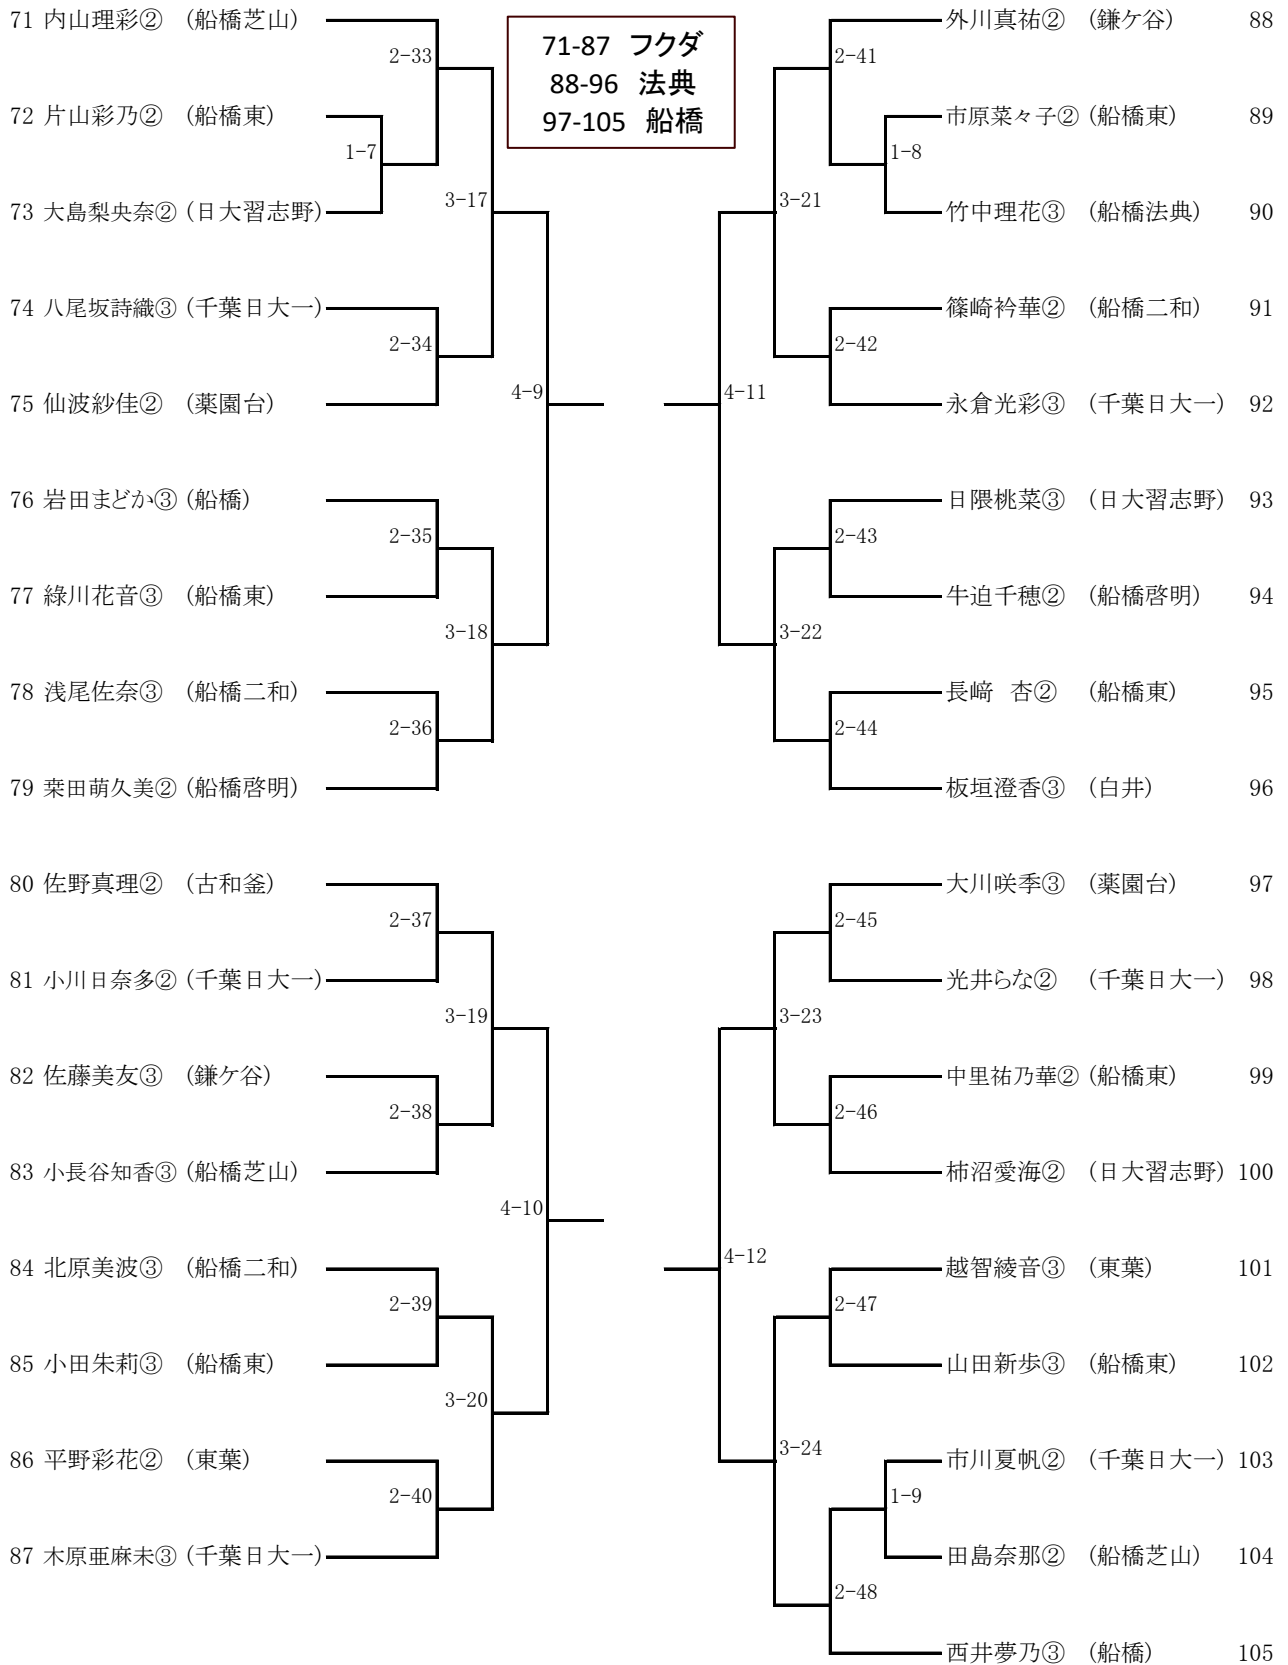 71-87 フクダ
88-96 法典
97-105 船橋
71 内山理彩② (船橋芝山)
2-33
72 片山彩乃② (船橋東)
1-7
73 大島梨央奈② (日大習志野)
3-17
74 八尾坂詩織③ (千葉日大一)
2-34
75 仙波紗佳② (薬園台)
4-9
76 岩田まどか③ (船橋)
2-35
77 綠川花音③ (船橋東)
3-18
78 浅尾佐奈③ (船橋二和)
2-36
79 桒田萌久美② (船橋啓明)
80 佐野真理② (古和釜)
2-37
81 小川日奈多② (千葉日大一)
3-19
82 佐藤美友③ (鎌ケ谷)
2-38
83 小長谷知香③ (船橋芝山)
4-10
84 北原美波③ (船橋二和)
2-39
85 小田朱莉③ (船橋東)
3-20
86 平野彩花② (東葉)
2-40
87 木原亜麻未③ (千葉日大一)
外川真祐② (鎌ケ谷) 88
2-41
市原菜々子② (船橋東) 89
1-8
竹中理花③ (船橋法典) 90
3-21
篠崎衿華② (船橋二和) 91
2-42
永倉光彩③ (千葉日大一) 92
4-11
日隈桃菜③ (日大習志野) 93
2-43
牛迫千穂② (船橋啓明) 94
3-22
長﨑 杏② (船橋東) 95
2-44
板垣澄香③ (白井) 96
大川咲季③ (薬園台) 97
2-45
光井らな② (千葉日大一) 98
3-23
中里祐乃華② (船橋東) 99
2-46
柿沼愛海② (日大習志野) 100
4-12
越智綾音③ (東葉) 101
2-47
山田新歩③ (船橋東) 102
3-24
市川夏帆② (千葉日大一) 103
1-9
田島奈那② (船橋芝山) 104
2-48
西井夢乃③ (船橋) 105